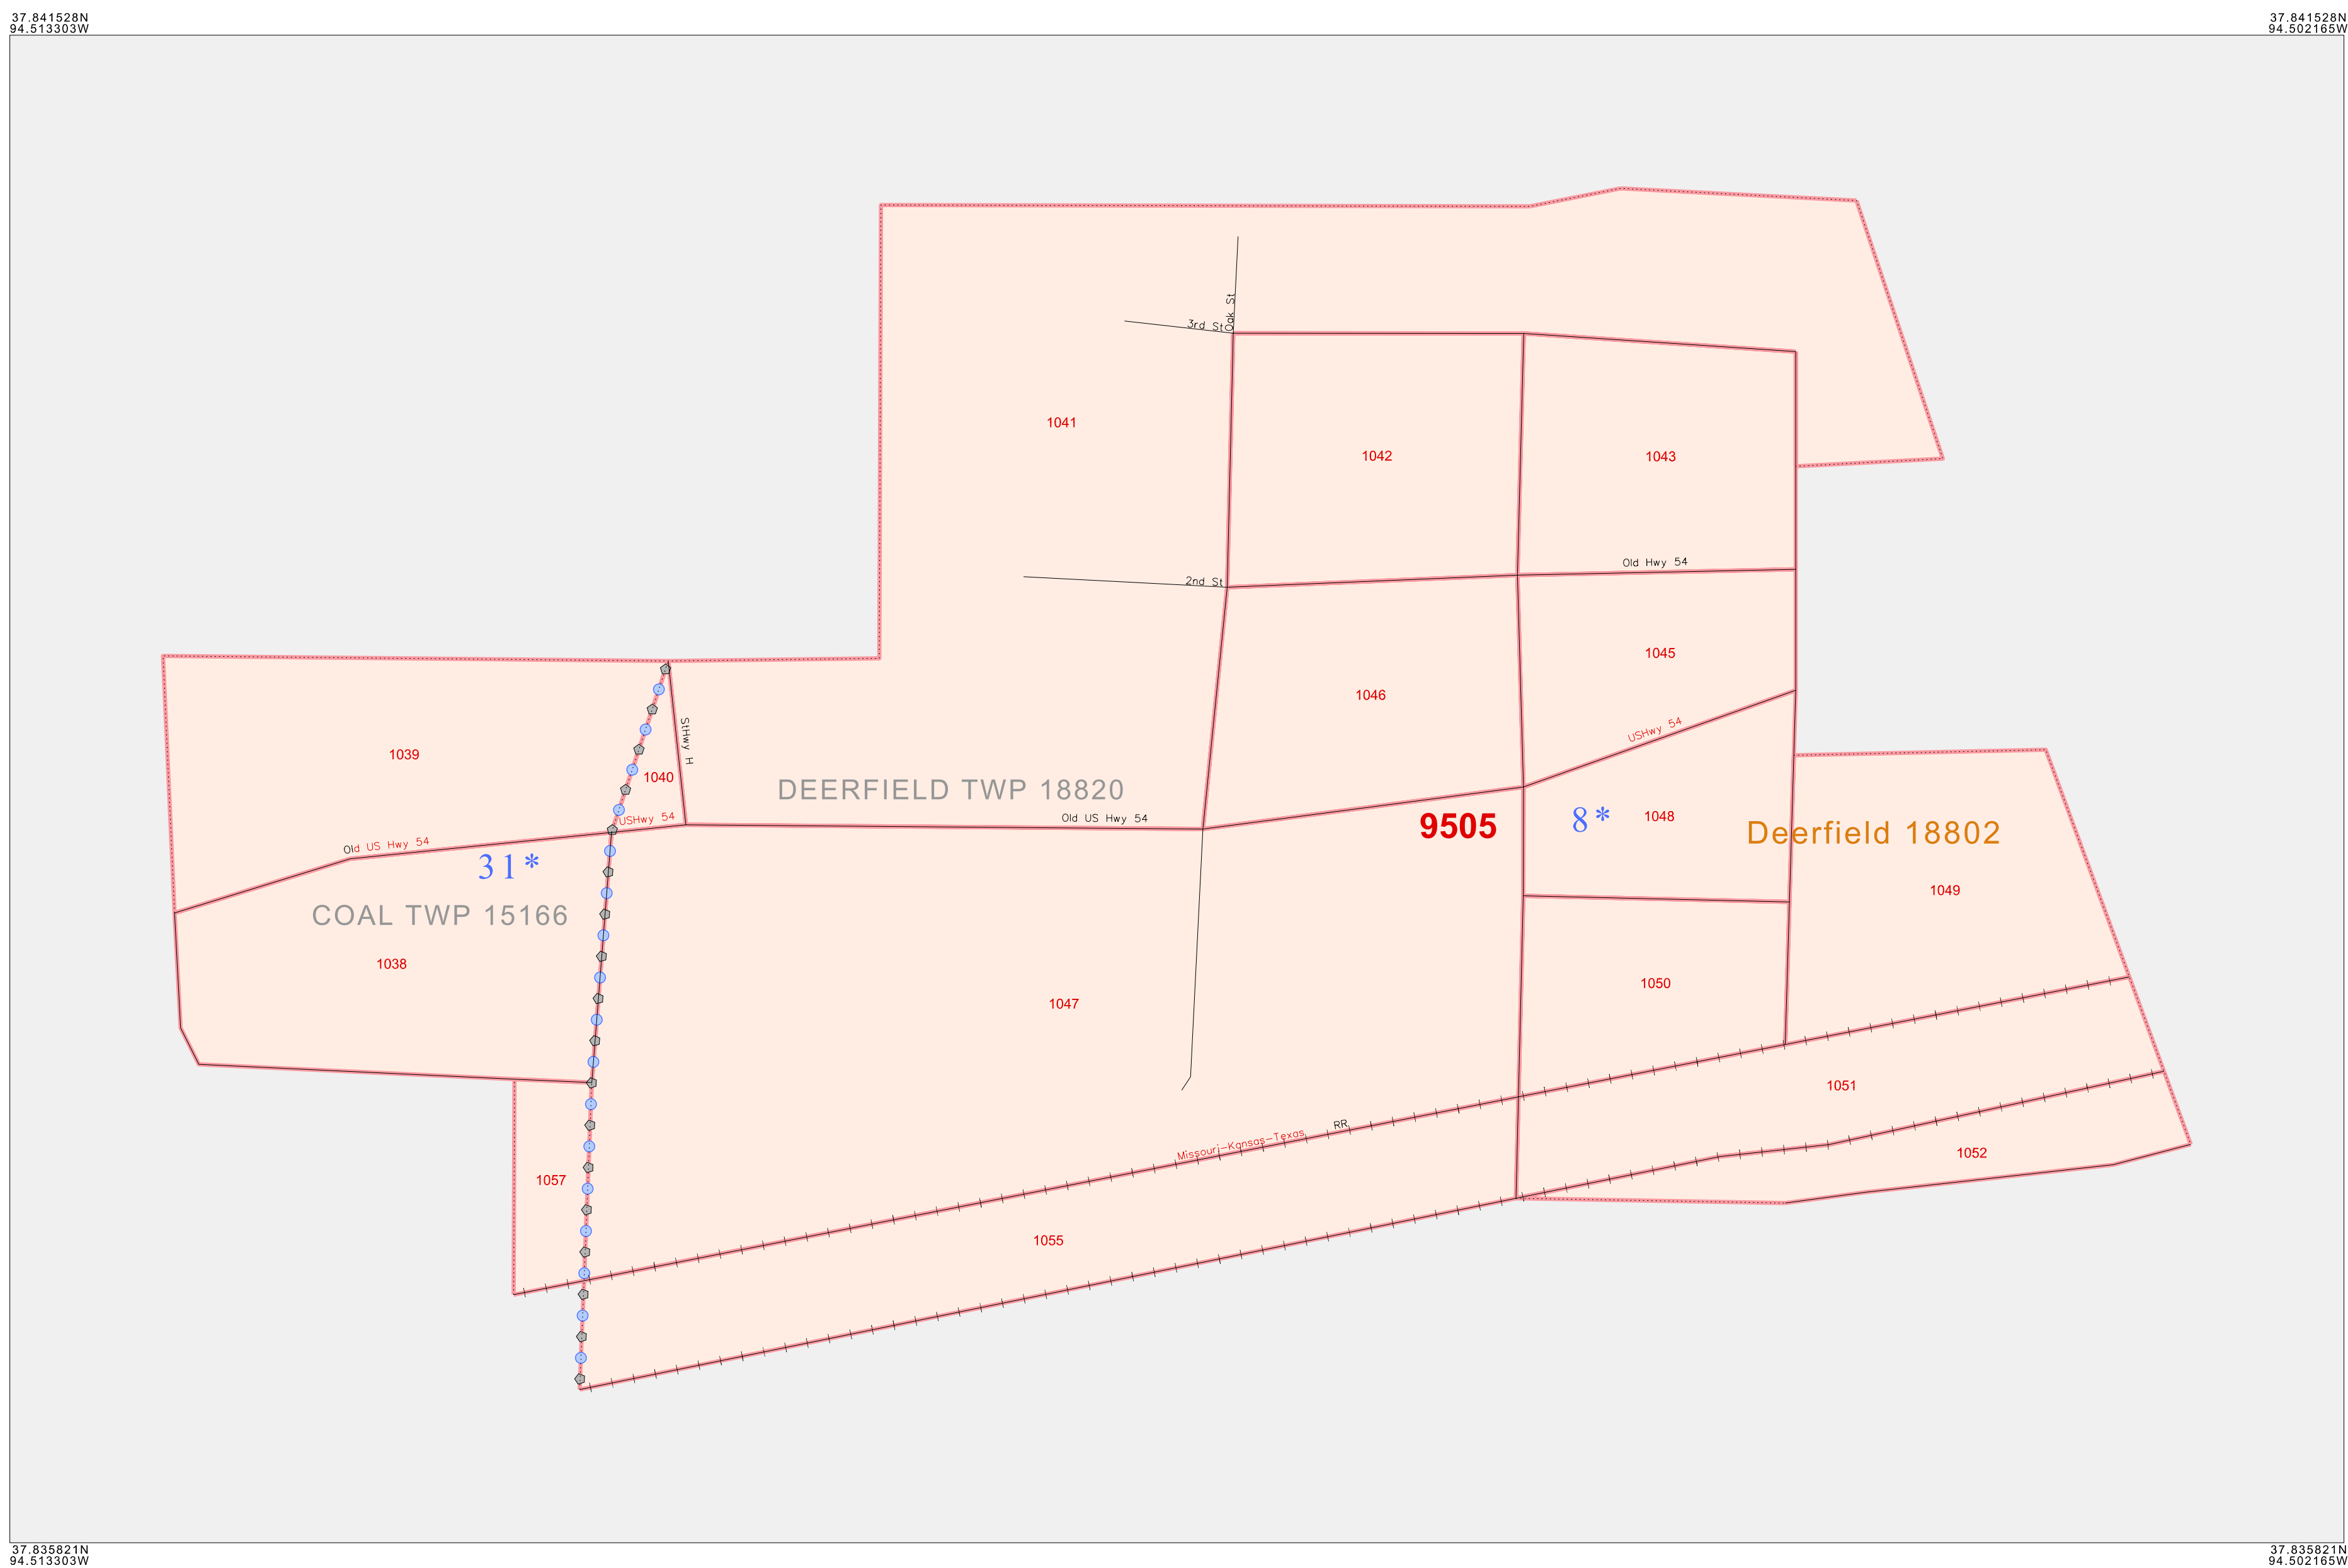 37.841528N
94.513303W
37.841528N
94.502165W
Oak St
3rd St
1041
1042
1043
Old Hwy 54
2nd St
1045
1046
USHwy 54
StHwy H
1039
1040
DEERFIELD TWP 18820
Old US Hwy 54
USHwy 54
9505
8*
1048
Deerfield 18802
Old US Hwy 54
31*
1049
COAL TWP 15166
1038
1050
1047
1051
RR
Missouri-Kansas-Texas
1052
1057
1055
37.835821N
94.513303W
37.835821N
94.502165W